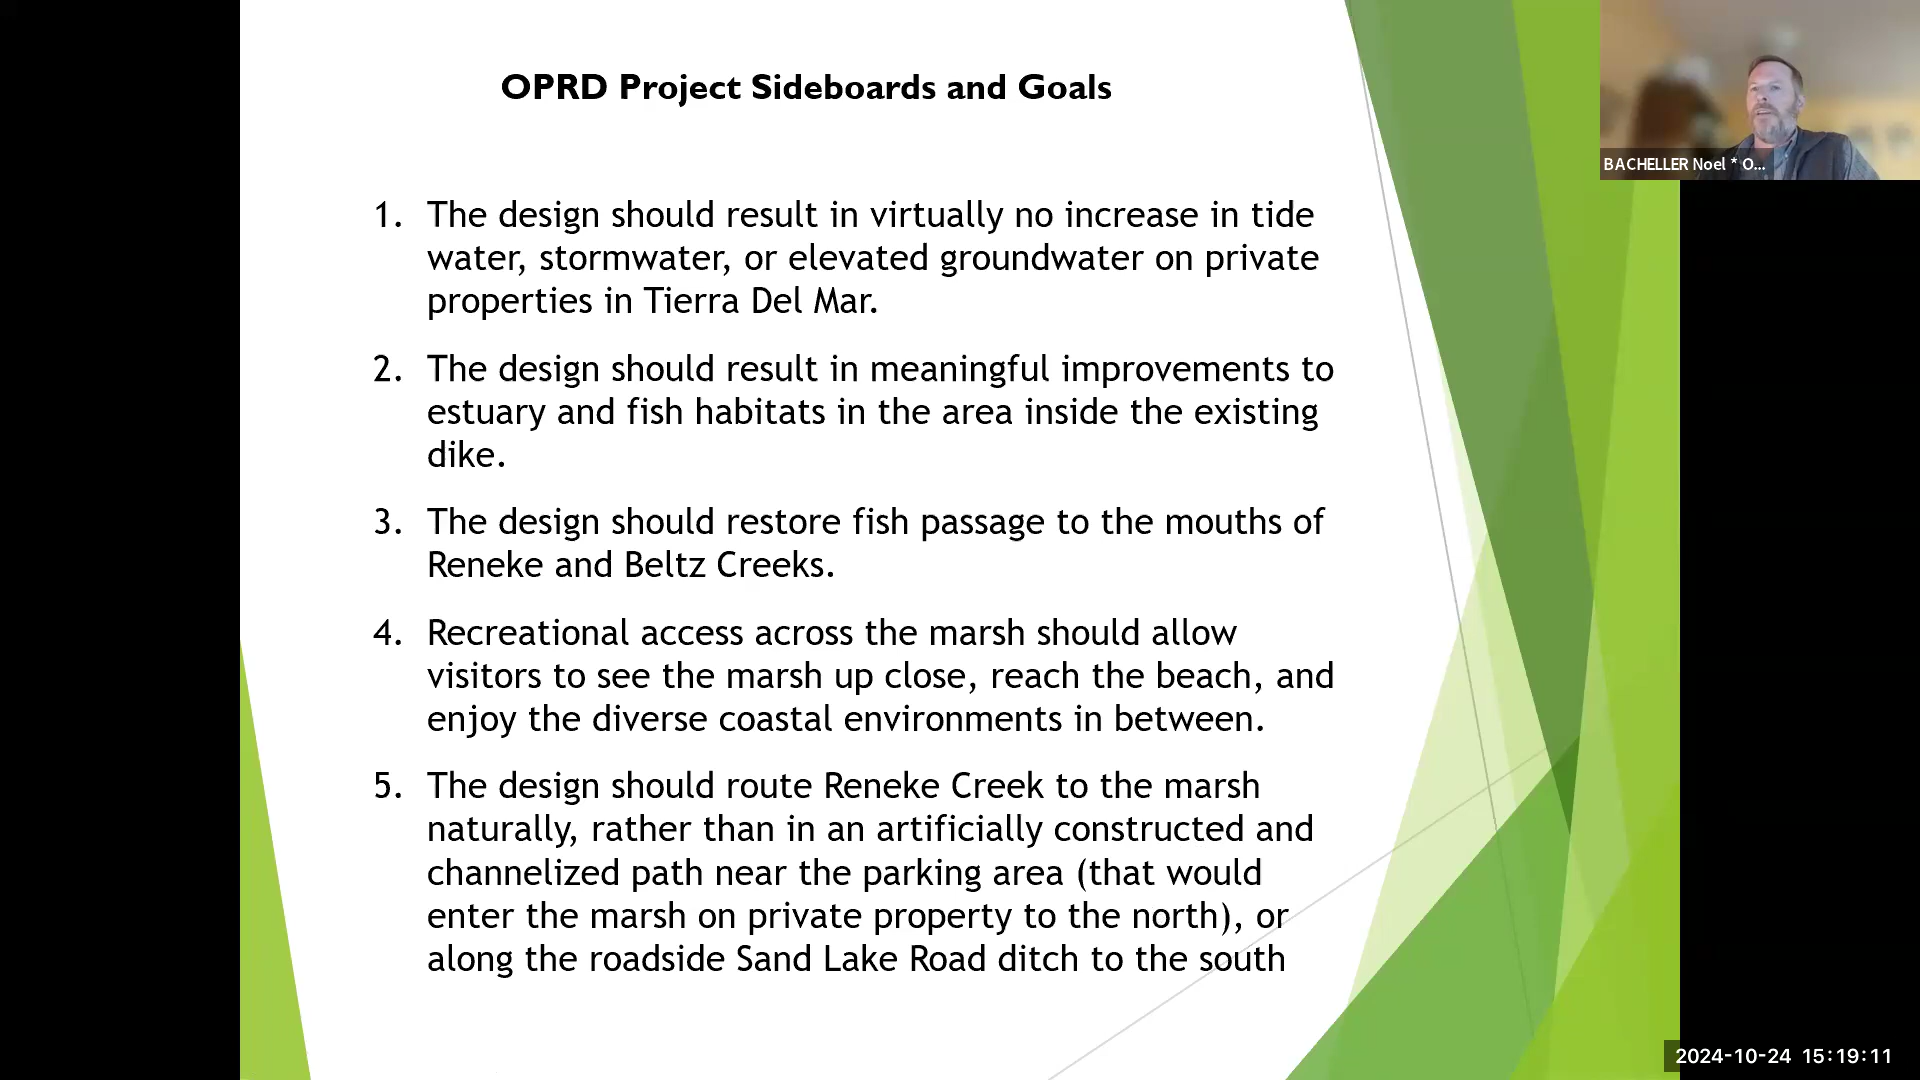 OPRD Project Sideboards and Goals
1. The design should result in virtually no increase in tide
water, stormwater, or elevated groundwater on private
properties in Tierra Del Mar.
2. The design should result in meaningful improvements to
estuary and fish habitats in the area inside the existing
dike.
3. The design should restore fish passage to the mouths of
Reneke and Beltz Creeks.
4. Recreational access across the marsh should allow
visitors to see the marsh up close, reach the beach, and
enjoy the diverse coastal environments in between.
5. The design should route Reneke Creek to the marsh
naturally, rather than in an artificially constructed and
channelized path near the parking area (that would
enter the marsh on private property to the north), or
along the roadside Sand Lake Road ditch to the south
BACHELLER Noel * O...
2024-10-24 15:19:11